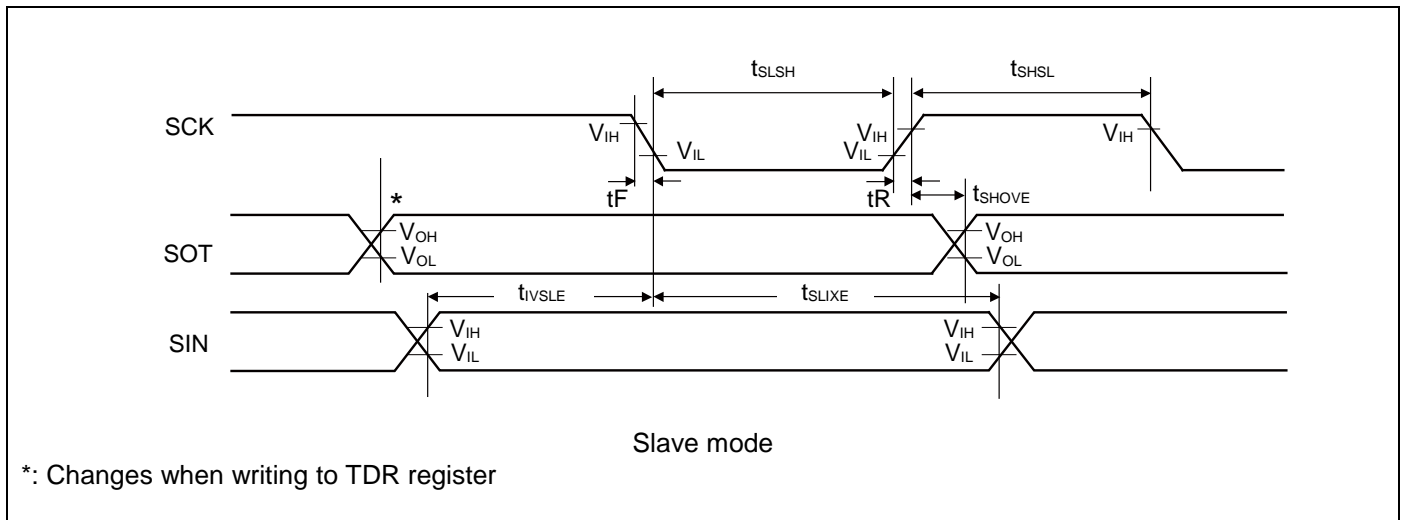 tSLSH tSHSL
SCK VIH VIL VIH VIL VIH
tF tR tSHOVE
*
SOT VOH VOL VOH VOL
tIVSLE tSLIXE
SIN VIH VIL VIH VIL
Slave mode
*: Changes when writing to TDR register